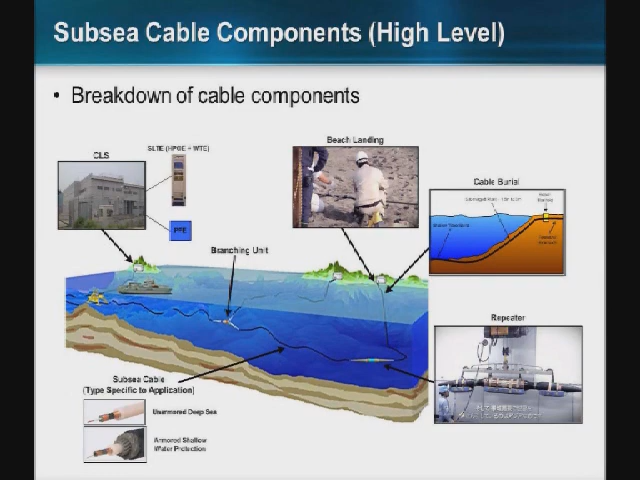 Subsea Cable Components (High Level)
• Breakdown of cable components
CLS
SLTE (HPOE + WTE)
PFE
Beach Landing
Cable Burial
Branching Unit
Repeater
Subsea Cable
(Type Specific to Application)
Unarmored Deep Sea
Armored Shallow
Water Protection